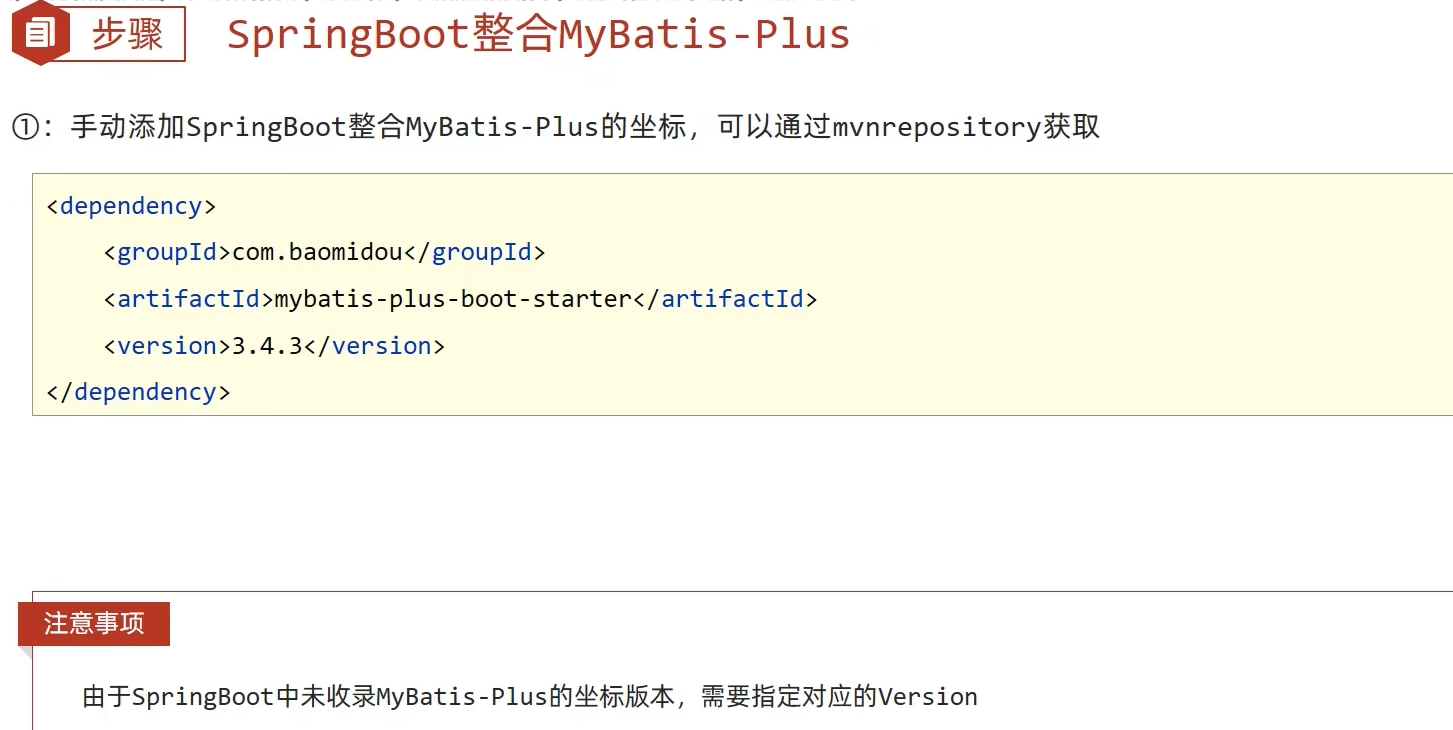 步骤
SpringBoot整合MyBatis-Plus
①：手动添加SpringBoot整合MyBatis-Plus的坐标，可以通过mvnrepository获取
<dependency>
    <groupId>com.baomidou</groupId>
    <artifactId>mybatis-plus-boot-starter</artifactId>
    <version>3.4.3</version>
</dependency>
注意事项
由于SpringBoot中未收录MyBatis-Plus的坐标版本，需要指定对应的Version